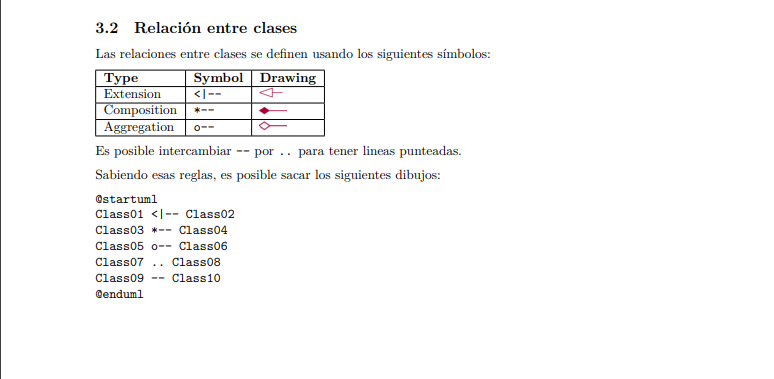 3.2 Relación entre clases
Las relaciones entre clases se definen usando los siguientes símbolos:
Type Symbol Drawing
Extension <|--
Composition *--
Aggregation o--
Es posible intercambiar -- por .. para tener lineas punteadas.
Sabiendo esas reglas, es posible sacar los siguientes dibujos:
@startuml
Class01 <|-- Class02
Class03 *-- Class04
Class05 o-- Class06
Class07 .. Class08
Class09 -- Class10
@enduml